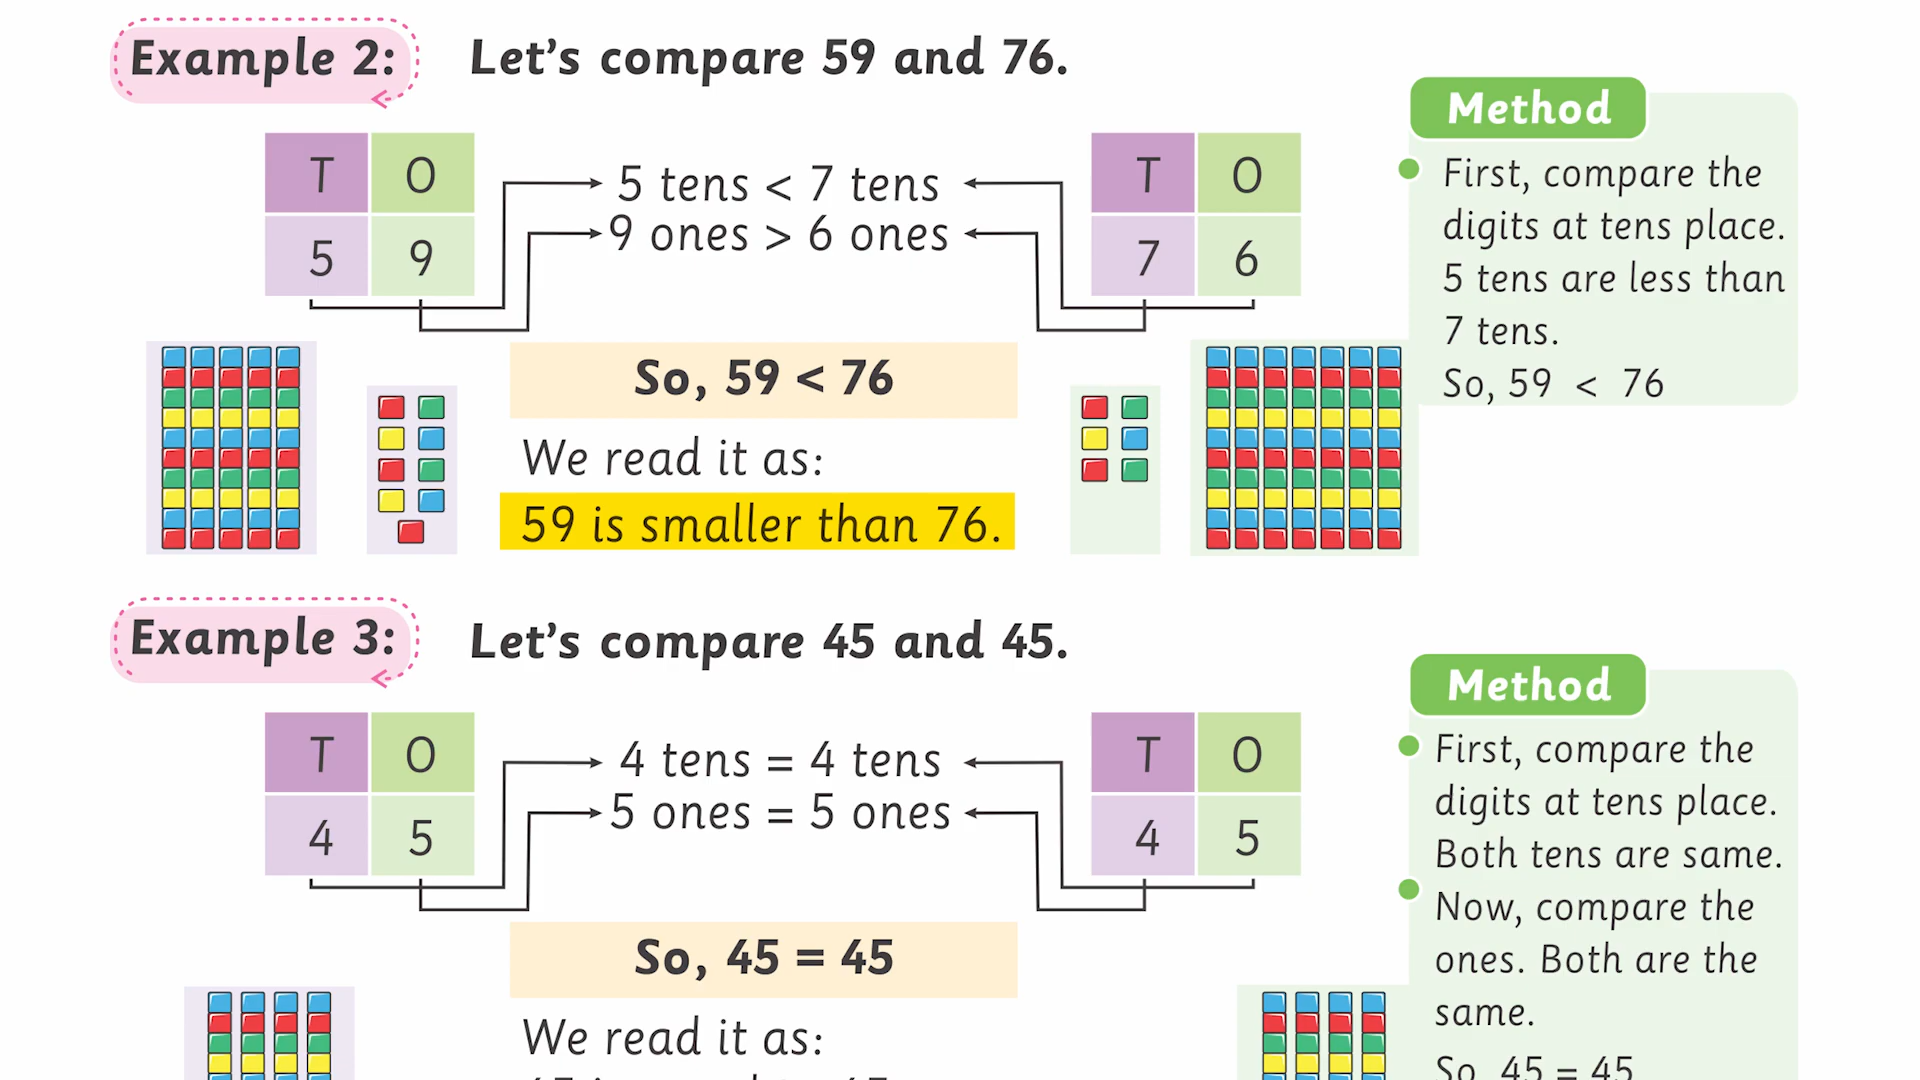 Example 2:
Let's compare 59 and 76.
T O
5 9
5 tens < 7 tens
9 ones > 6 ones
T O
7 6
So, 59 < 76
We read it as:
59 is smaller than 76.
Method
First, compare the
digits at tens place.
5 tens are less than
7 tens.
So, 59 < 76
Example 3:
Let's compare 45 and 45.
T O
4 5
4 tens = 4 tens
5 ones = 5 ones
T O
4 5
So, 45 = 45
We read it as:
Method
First, compare the
digits at tens place.
Both tens are same.
Now, compare the
ones. Both are the
same.
So, 45 = 45